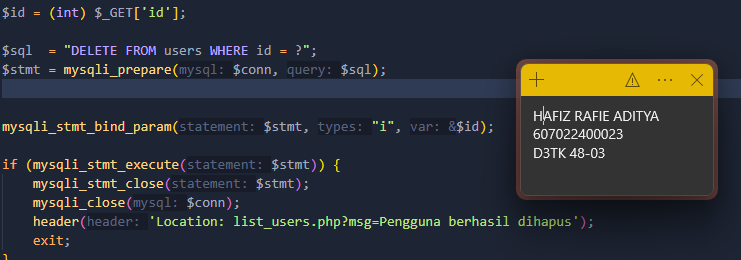 $id = (int) $_GET['id'];
$sql  = "DELETE FROM users WHERE id = ?";
$stmt = mysqli_prepare(mysql: $conn, query: $sql);
mysqli_stmt_bind_param(statement: $stmt, types: "i", var: &$id);
if (mysqli_stmt_execute(statement: $stmt)) {
    mysqli_stmt_close(statement: $stmt);
    mysqli_close(mysql: $conn);
    header(header: 'Location: list_users.php?msg=Pengguna berhasil dihapus');
    exit;
}
HAFIZ RAFIE ADITYA
607022400023
D3TK 48-03